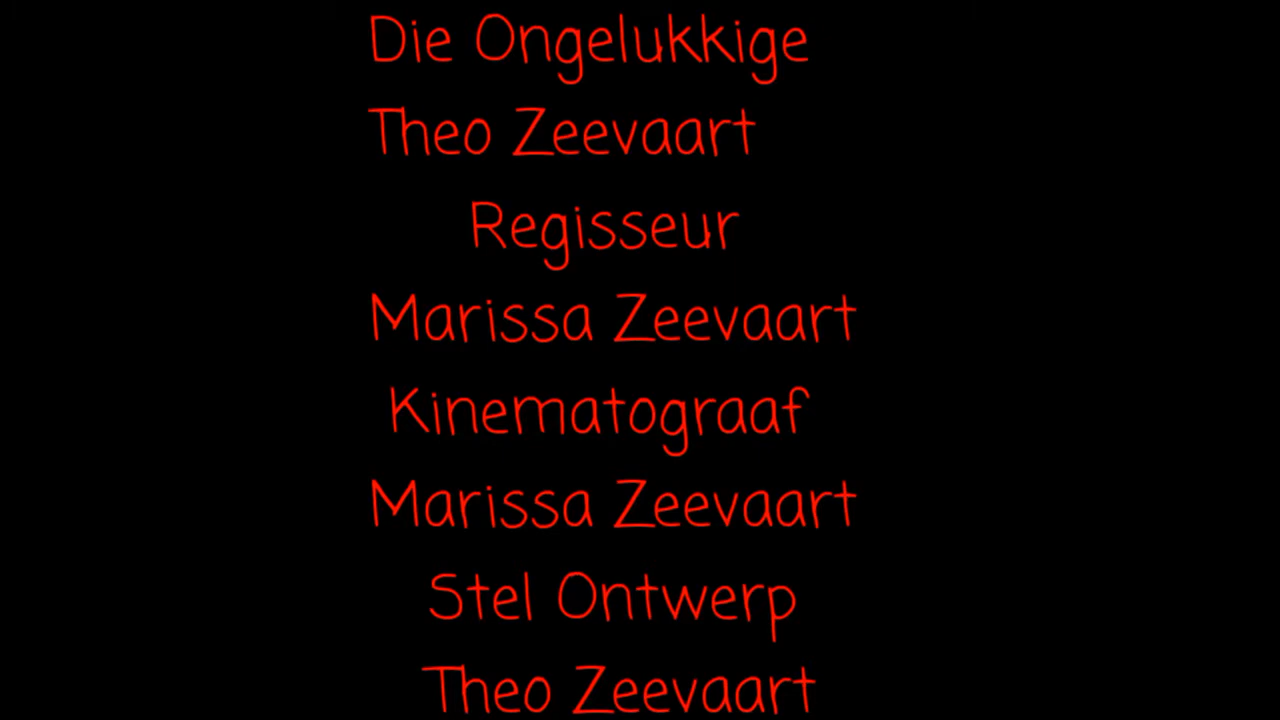 Die Ongelukkige
Theo Zeevaart
Regisseur
Marissa Zeevaart
Kinematograaf
Marissa Zeevaart
Stel Ontwerp
Theo Zeevaart